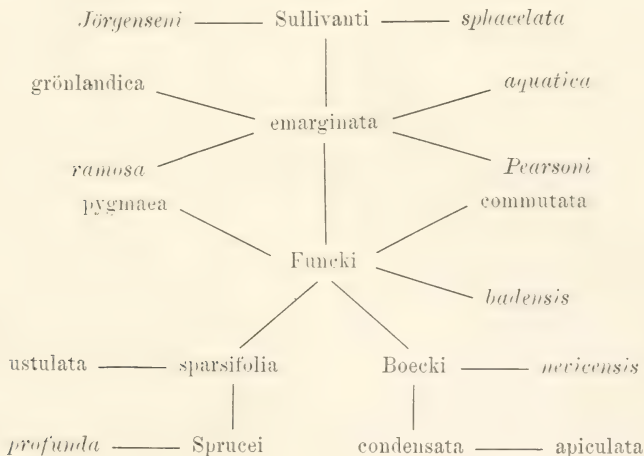 Jörgenseni Sullivanti sphacelata
grönlandica aquatica
emarginata
ramosa Pearsoni
pygmaea commutata
Funcki
badensis
ustulata sparsifolia Boecki nevicensis
profunda Sprucei condensata apiculata